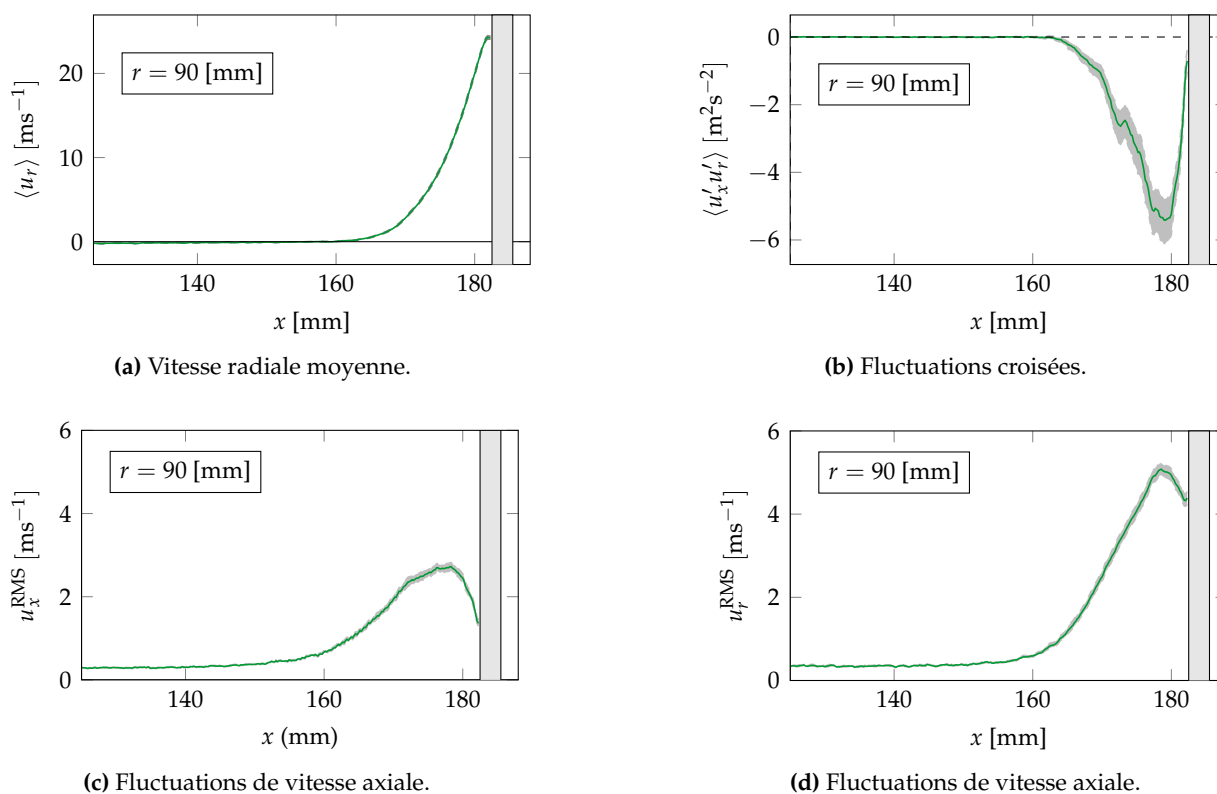 20
10
0
⟨u_r⟩ [ms⁻¹]
r = 90 [mm]
140 160 180
x [mm]
(a) Vitesse radiale moyenne.
0
−2
−4
−6
⟨u′_x u′_r⟩ [m²s⁻²]
r = 90 [mm]
140 160 180
x [mm]
(b) Fluctuations croisées.
6
4
2
0
u_x^RMS [ms⁻¹]
r = 90 [mm]
140 160 180
x (mm)
(c) Fluctuations de vitesse axiale.
6
4
2
0
u_r^RMS [ms⁻¹]
r = 90 [mm]
140 160 180
x [mm]
(d) Fluctuations de vitesse axiale.